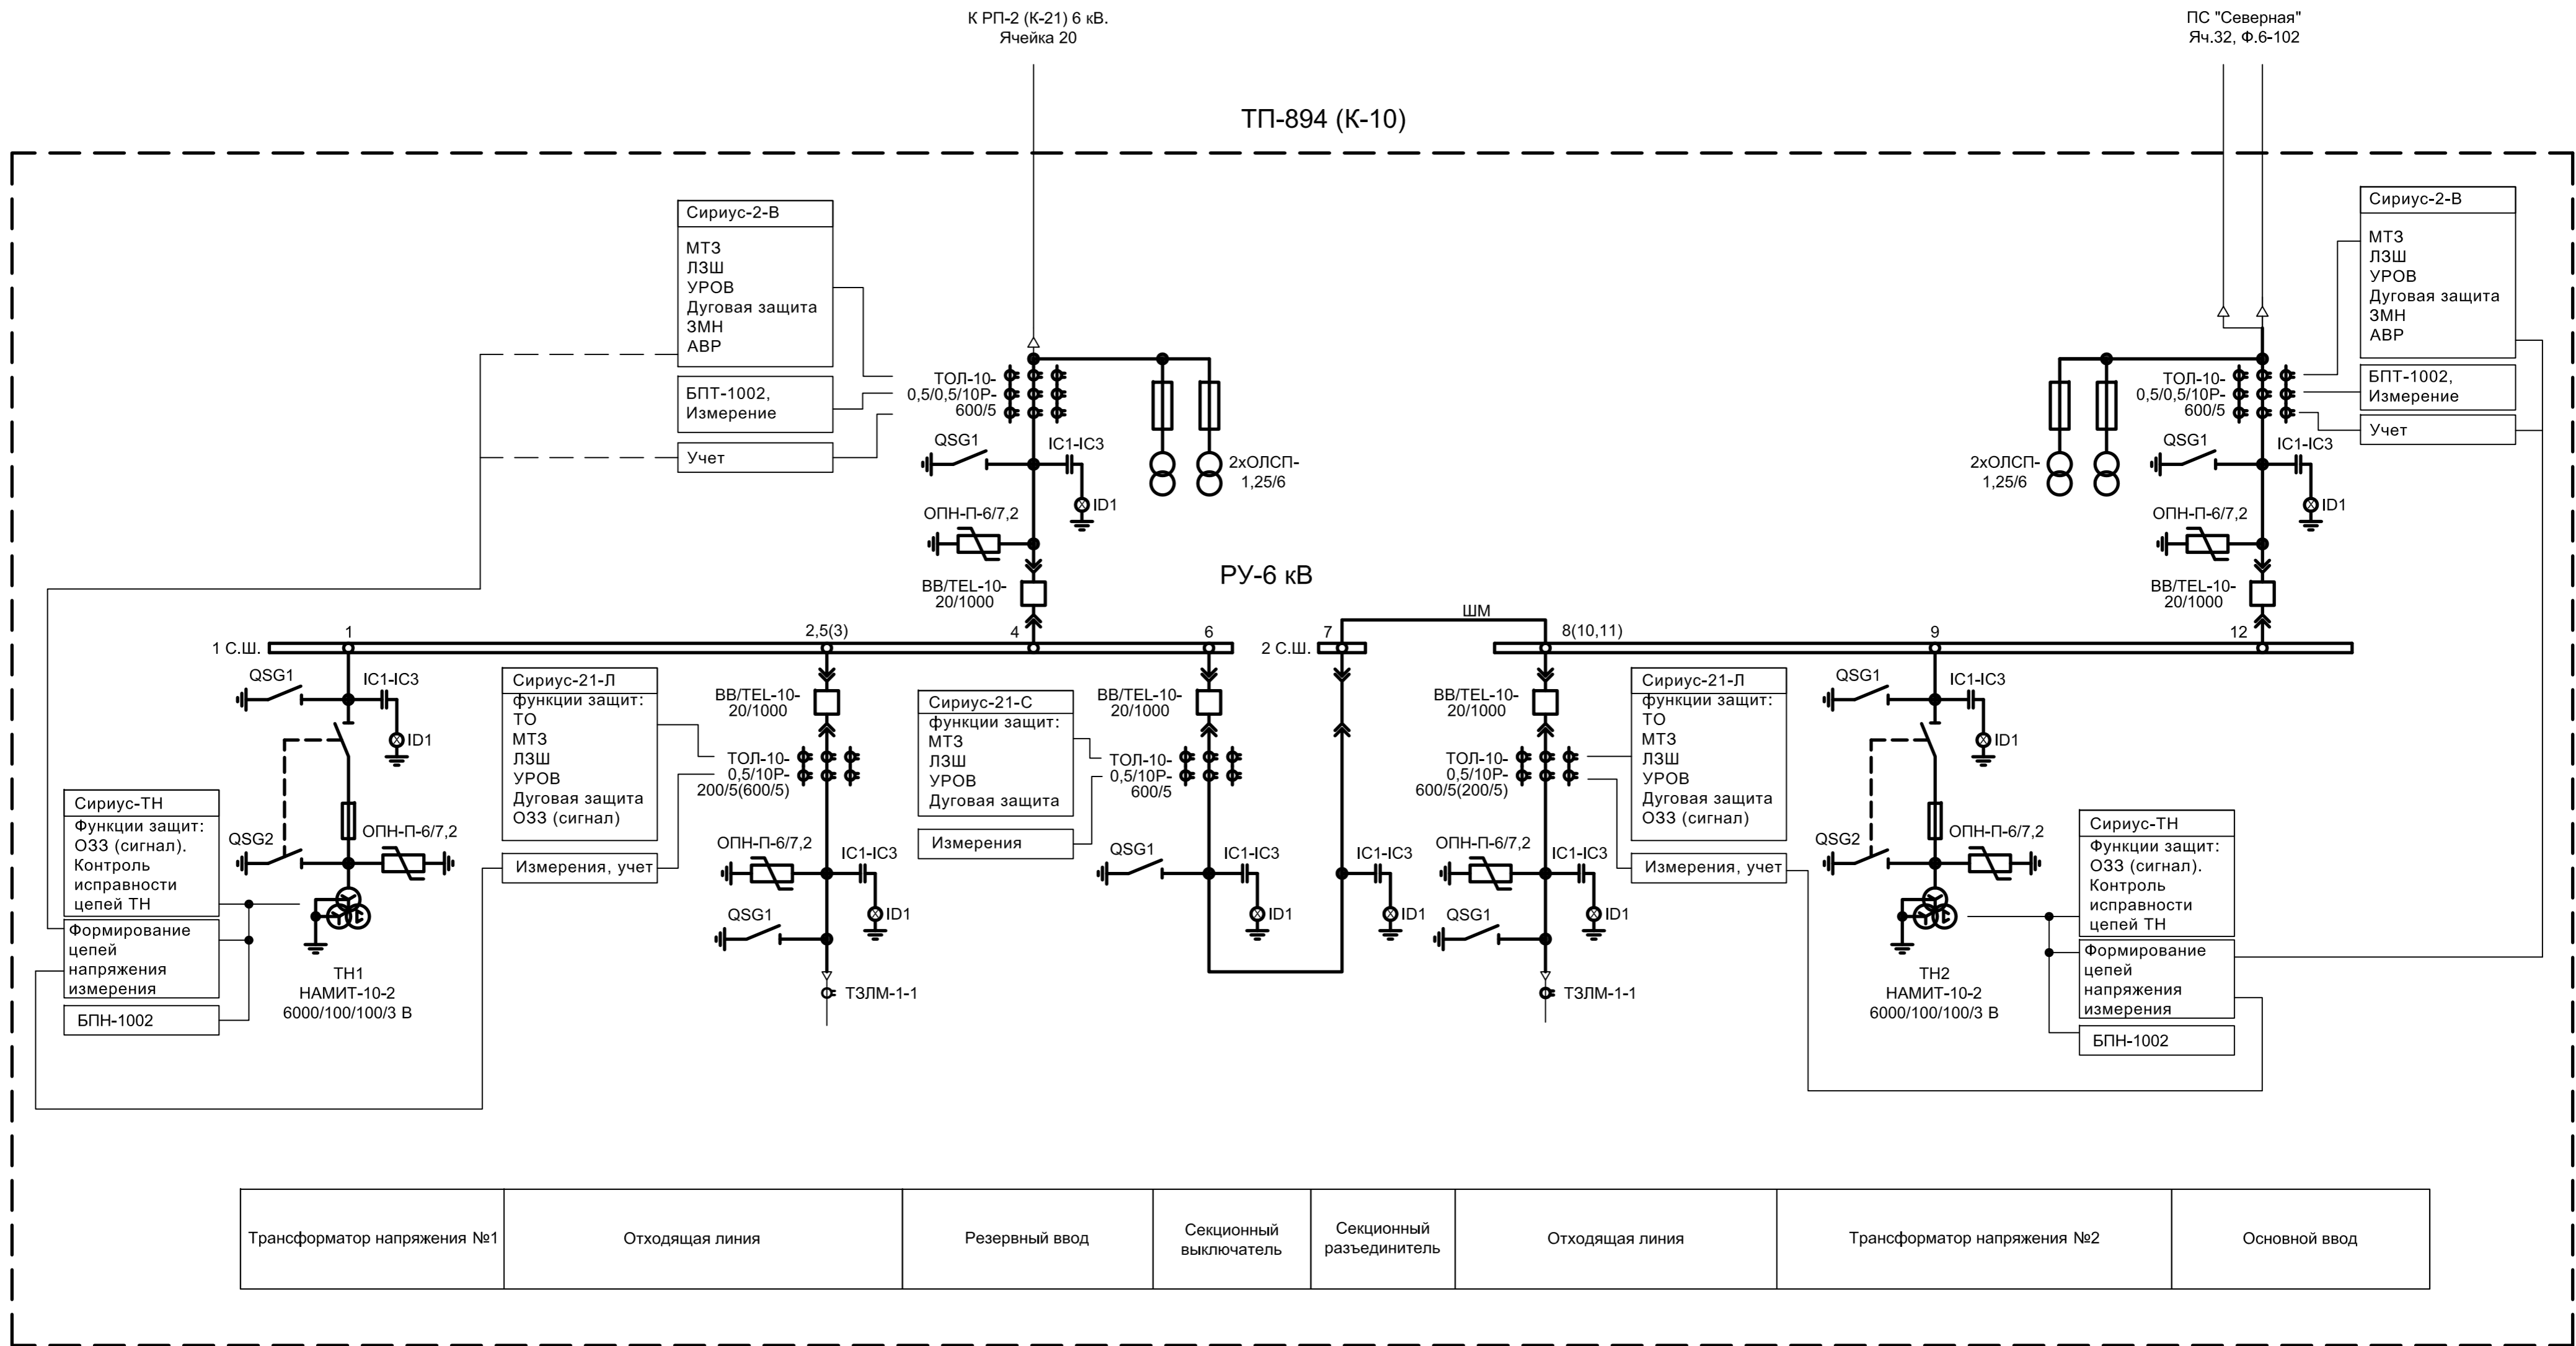 К РП-2 (К-21) 6 кВ.
Ячейка 20
ПС "Северная"
Яч.32, Ф.6-102
ТП-894 (К-10)
Сириус-2-В
МТЗ
ЛЗШ
УРОВ
Дуговая защита
ЗМН
АВР
БПТ-1002,
Измерение
Учет
ТОЛ-10-
0,5/0,5/10Р-
600/5
QSG1
IC1-IC3
ID1
2хОЛСП-
1,25/6
ОПН-П-6/7,2
BB/TEL-10-
20/1000
РУ-6 кВ
2хОЛСП-
1,25/6
ТОЛ-10-
0,5/0,5/10Р-
600/5
QSG1
IC1-IC3
ID1
ОПН-П-6/7,2
BB/TEL-10-
20/1000
Сириус-2-В
МТЗ
ЛЗШ
УРОВ
Дуговая защита
ЗМН
АВР
БПТ-1002,
Измерение
Учет
1 С.Ш.
1
2,5(3)
4
6
2 С.Ш.
7
ШМ
8(10,11)
9
12
QSG1
IC1-IC3
ID1
QSG2
ОПН-П-6/7,2
Сириус-ТН
Функции защит:
ОЗЗ (сигнал).
Контроль
исправности
цепей ТН
Формирование
цепей
напряжения
измерения
БПН-1002
ТН1
НАМИТ-10-2
6000/100/100/3 В
Сириус-21-Л
функции защит:
ТО
МТЗ
ЛЗШ
УРОВ
Дуговая защита
ОЗЗ (сигнал)
Измерения, учет
BB/TEL-10-
20/1000
ТОЛ-10-
0,5/10Р-
200/5(600/5)
ОПН-П-6/7,2
IC1-IC3
QSG1
ID1
ТЗЛМ-1-1
Сириус-21-С
функции защит:
МТЗ
ЛЗШ
УРОВ
Дуговая защита
Измерения
BB/TEL-10-
20/1000
ТОЛ-10-
0,5/10Р-
600/5
QSG1
IC1-IC3
ID1
IC1-IC3
ID1
BB/TEL-10-
20/1000
ТОЛ-10-
0,5/10Р-
600/5(200/5)
ОПН-П-6/7,2
IC1-IC3
QSG1
ID1
ТЗЛМ-1-1
Сириус-21-Л
функции защит:
ТО
МТЗ
ЛЗШ
УРОВ
Дуговая защита
ОЗЗ (сигнал)
Измерения, учет
QSG1
IC1-IC3
ID1
QSG2
ОПН-П-6/7,2
ТН2
НАМИТ-10-2
6000/100/100/3 В
Сириус-ТН
Функции защит:
ОЗЗ (сигнал).
Контроль
исправности
цепей ТН
Формирование
цепей
напряжения
измерения
БПН-1002
Трансформатор напряжения №1
Отходящая линия
Резервный ввод
Секционный
выключатель
Секционный
разъединитель
Отходящая линия
Трансформатор напряжения №2
Основной ввод